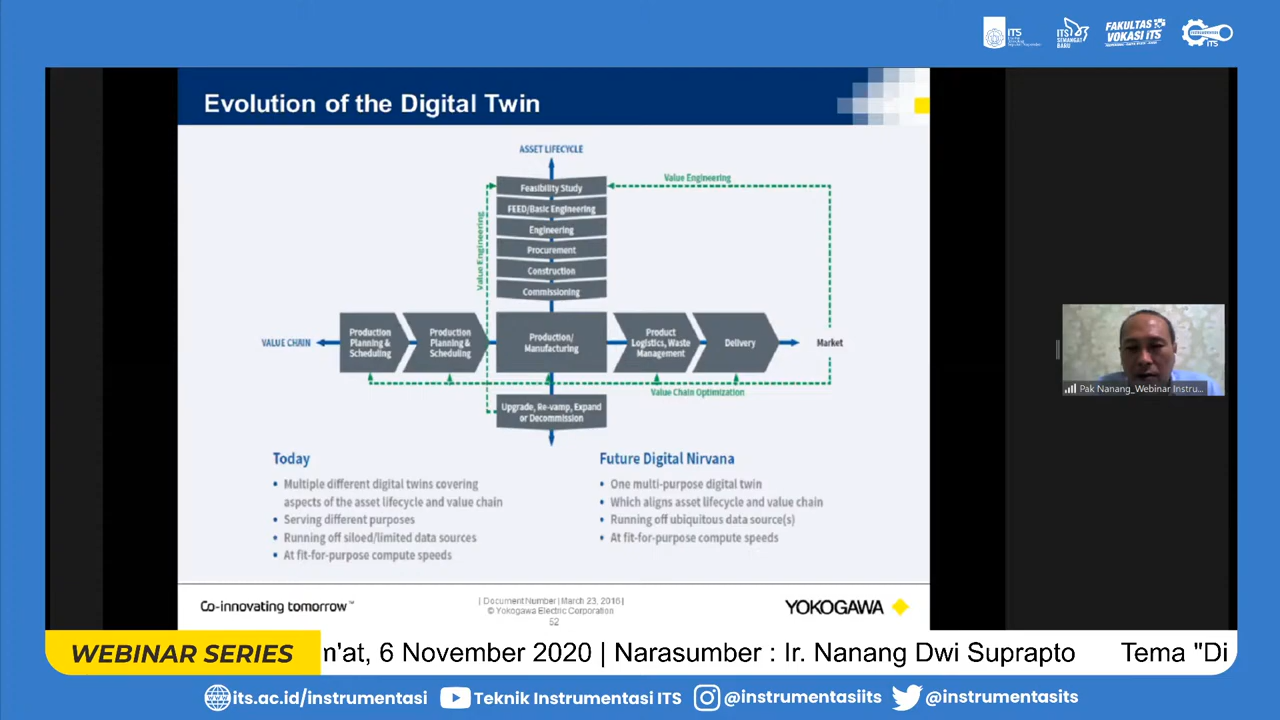 ITS
ITS
SEMANGAT
BARU
FAKULTAS
VOKASI ITS
ITS
Evolution of the Digital Twin
ASSET LIFECYCLE
Value Engineering
Feasibility Study
FEED/Basic Engineering
Engineering
Procurement
Construction
Commissioning
Value Engineering
VALUE CHAIN
Production
Planning &
Scheduling
Production
Planning &
Scheduling
Production/
Manufacturing
Product
Logistics, Waste
Management
Delivery
Market
Value Chain Optimization
Upgrade, Re-vamp, Expand
or Decommission
Today
• Multiple different digital twins covering
aspects of the asset lifecycle and value chain
• Serving different purposes
• Running off siloed/limited data sources
• At fit-for-purpose compute speeds
Future Digital Nirvana
• One multi-purpose digital twin
• Which aligns asset lifecycle and value chain
• Running off ubiquitous data source(s)
• At fit-for-purpose compute speeds
Co-innovating tomorrow™
| Document Number | March 23, 2016 |
© Yokogawa Electric Corporation
52
YOKOGAWA
Pak Nanang_Webinar Instru...
WEBINAR SERIES
m'at, 6 November 2020 | Narasumber : Ir. Nanang Dwi Suprapto
Tema "Di
its.ac.id/instrumentasi
Teknik Instrumentasi ITS
@instrumentasiits
@instrumentasits